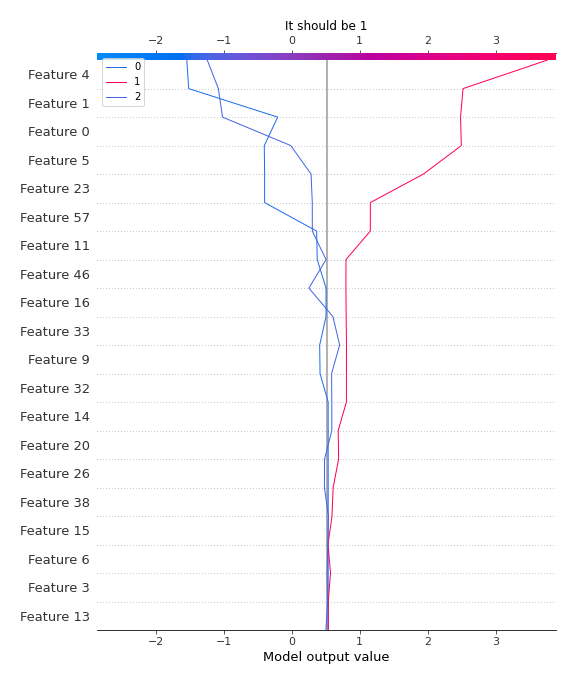 It should be 1
−2 −1 0 1 2 3
0
1
2
Feature 4
Feature 1
Feature 0
Feature 5
Feature 23
Feature 57
Feature 11
Feature 46
Feature 16
Feature 33
Feature 9
Feature 32
Feature 14
Feature 20
Feature 26
Feature 38
Feature 15
Feature 6
Feature 3
Feature 13
−2 −1 0 1 2 3
Model output value